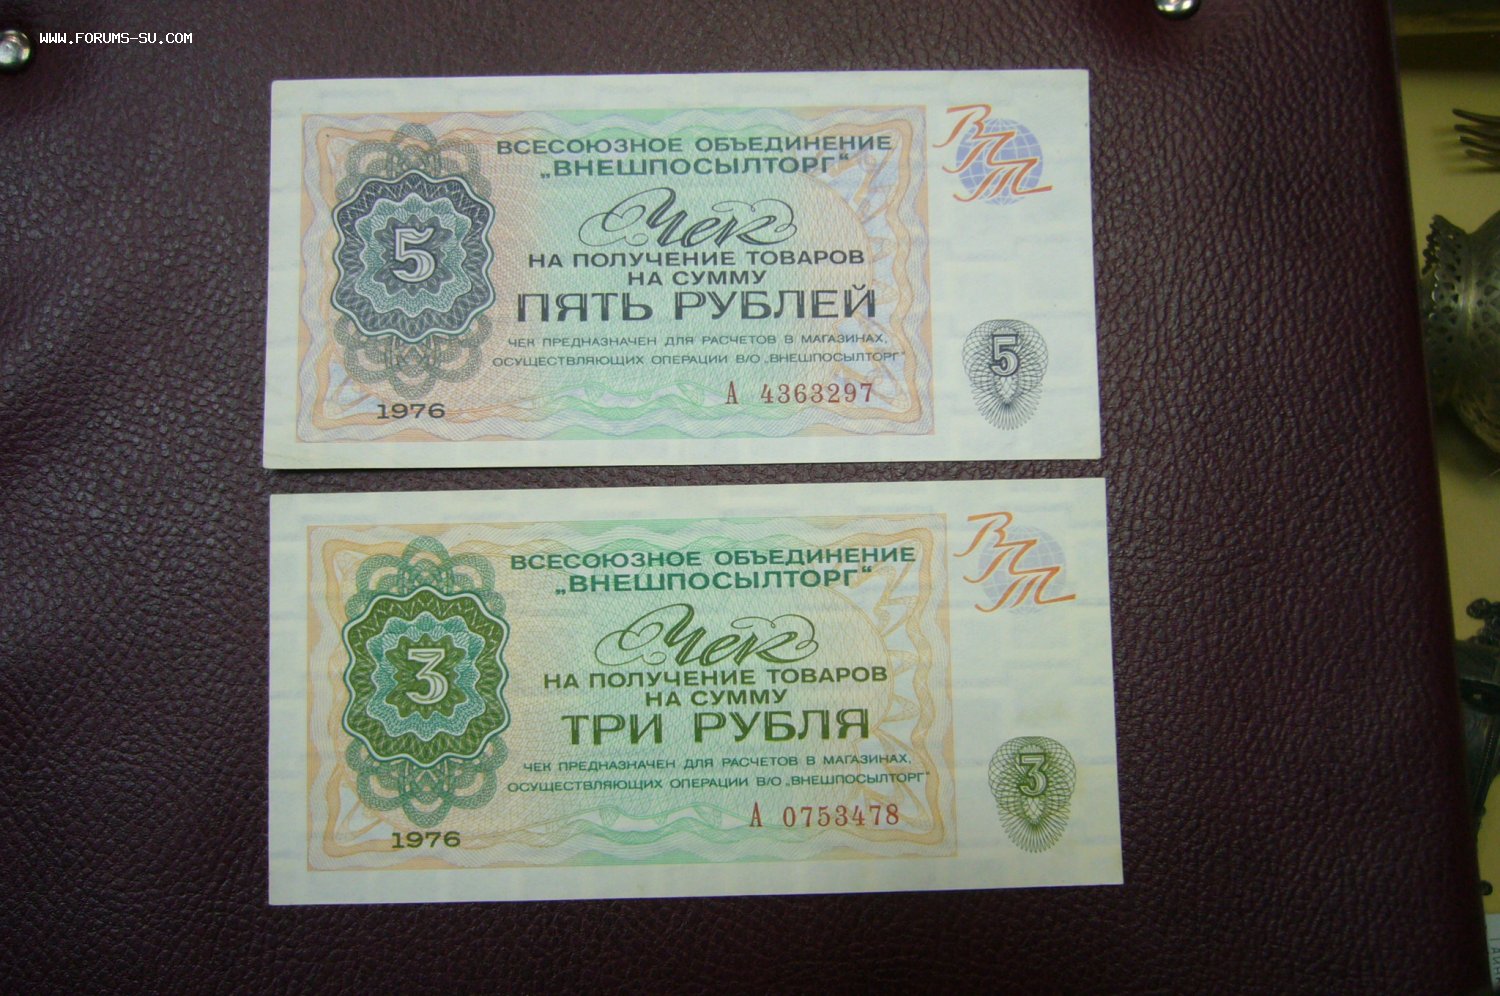 WWW.FORUMS-SU.COM
ВСЕСОЮЗНОЕ ОБЪЕДИНЕНИЕ
„ВНЕШПОСЫЛТОРГ“
ВПТ
Чек
5
НА ПОЛУЧЕНИЕ ТОВАРОВ
НА СУММУ
ПЯТЬ РУБЛЕЙ
ЧЕК ПРЕДНАЗНАЧЕН ДЛЯ РАСЧЕТОВ В МАГАЗИНАХ,
ОСУЩЕСТВЛЯЮЩИХ ОПЕРАЦИИ В/О „ВНЕШПОСЫЛТОРГ“
5
А 4363297
1976
ВСЕСОЮЗНОЕ ОБЪЕДИНЕНИЕ
„ВНЕШПОСЫЛТОРГ“
ВПТ
Чек
3
НА ПОЛУЧЕНИЕ ТОВАРОВ
НА СУММУ
ТРИ РУБЛЯ
ЧЕК ПРЕДНАЗНАЧЕН ДЛЯ РАСЧЕТОВ В МАГАЗИНАХ,
ОСУЩЕСТВЛЯЮЩИХ ОПЕРАЦИИ В/О „ВНЕШПОСЫЛТОРГ“
3
А 0753478
1976